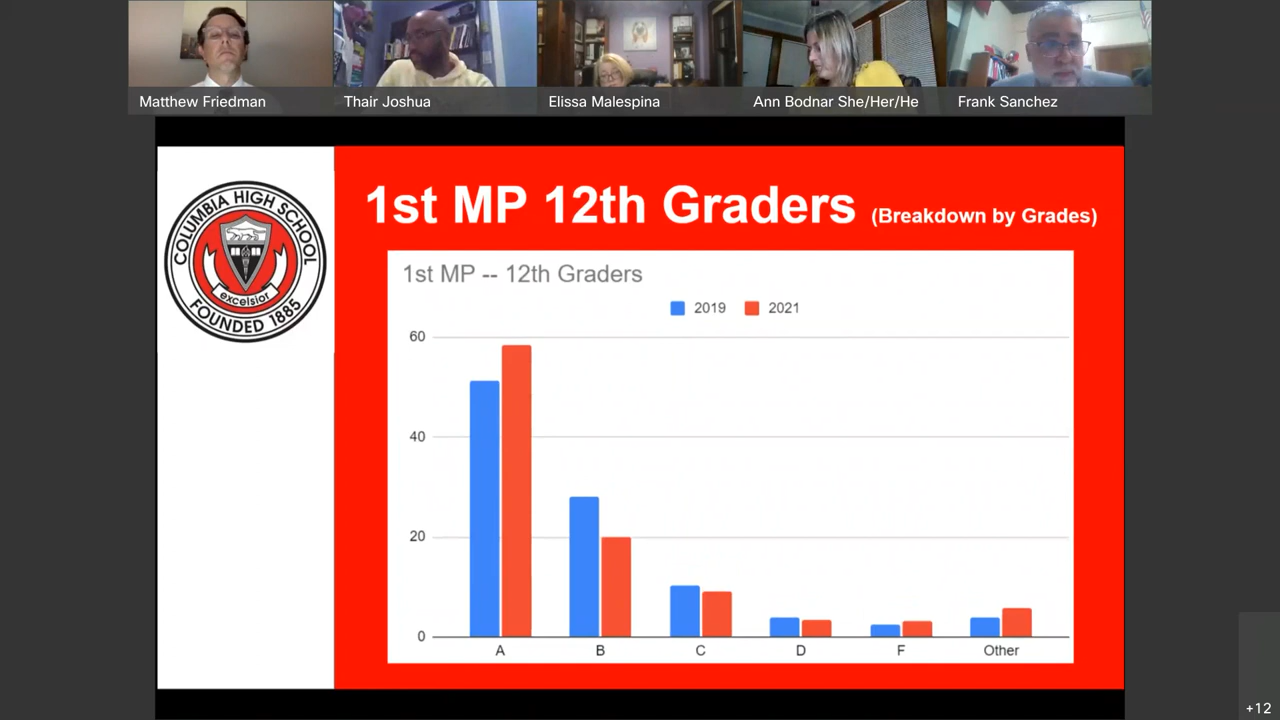 Matthew Friedman
Thair Joshua
Elissa Malespina
Ann Bodnar She/Her/He
Frank Sanchez
COLUMBIA HIGH SCHOOL
excelsior
FOUNDED 1885
1st MP 12th Graders (Breakdown by Grades)
1st MP -- 12th Graders
2019 2021
60
40
20
0
A B C D F Other
+12